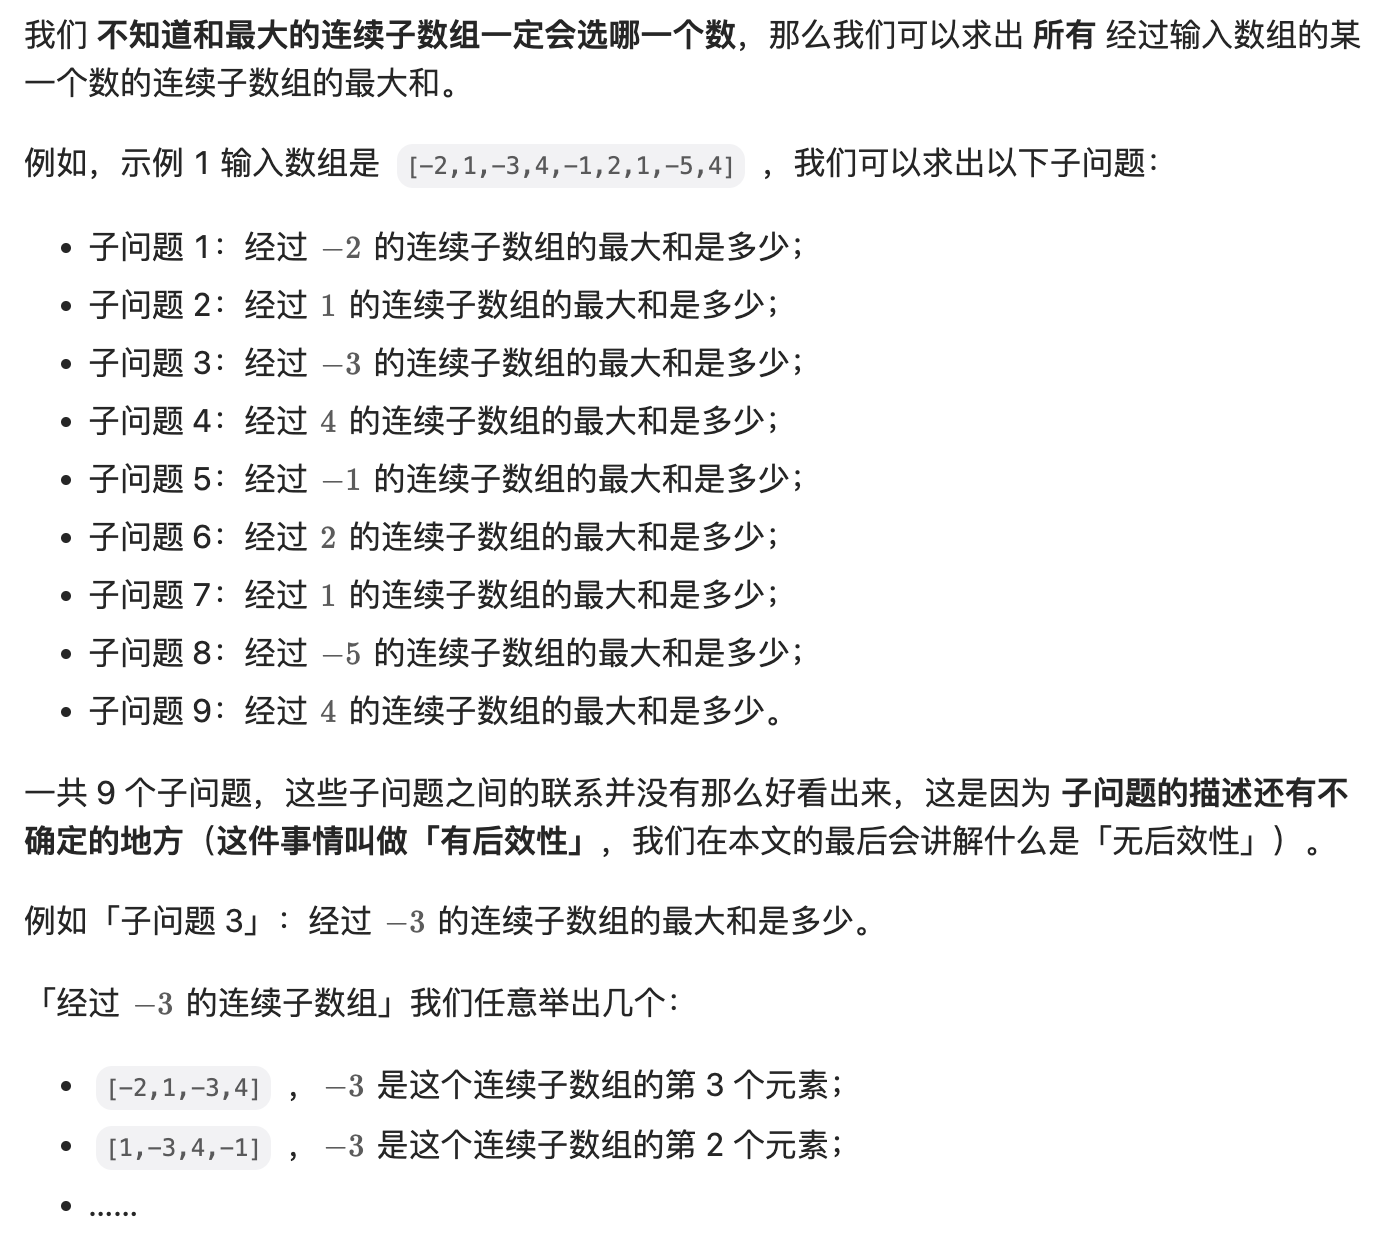 我们 不知道和最大的连续子数组一定会选哪一个数，那么我们可以求出 所有 经过输入数组的某
一个数的连续子数组的最大和。
例如，示例 1 输入数组是 [-2,1,-3,4,-1,2,1,-5,4] ，我们可以求出以下子问题：
• 子问题 1：经过 −2 的连续子数组的最大和是多少；
• 子问题 2：经过 1 的连续子数组的最大和是多少；
• 子问题 3：经过 −3 的连续子数组的最大和是多少；
• 子问题 4：经过 4 的连续子数组的最大和是多少；
• 子问题 5：经过 −1 的连续子数组的最大和是多少；
• 子问题 6：经过 2 的连续子数组的最大和是多少；
• 子问题 7：经过 1 的连续子数组的最大和是多少；
• 子问题 8：经过 −5 的连续子数组的最大和是多少；
• 子问题 9：经过 4 的连续子数组的最大和是多少。
一共 9 个子问题，这些子问题之间的联系并没有那么好看出来，这是因为 子问题的描述还有不
确定的地方（这件事情叫做「有后效性」，我们在本文的最后会讲解什么是「无后效性」）。
例如「子问题 3」：经过 −3 的连续子数组的最大和是多少。
「经过 −3 的连续子数组」我们任意举出几个：
• [-2,1,-3,4] ，−3 是这个连续子数组的第 3 个元素；
• [1,-3,4,-1] ，−3 是这个连续子数组的第 2 个元素；
• ……